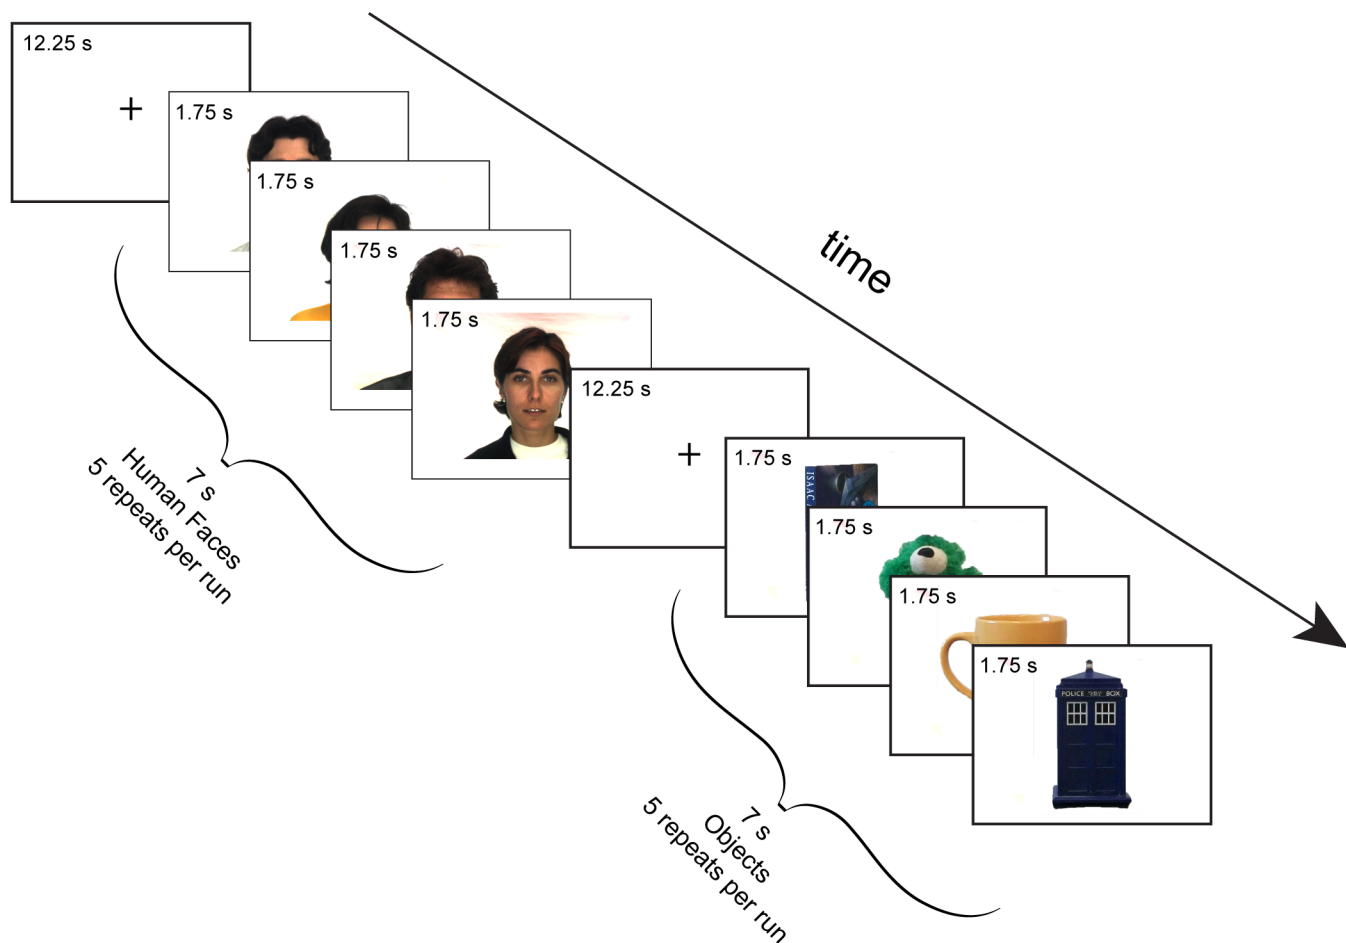 12.25 s
+
1.75 s
1.75 s
1.75 s
1.75 s
time
12.25 s
+
1.75 s
ISAAC
1.75 s
1.75 s
1.75 s
POLICE BOX
7 s
Human Faces
5 repeats per run
7 s
Objects
5 repeats per run